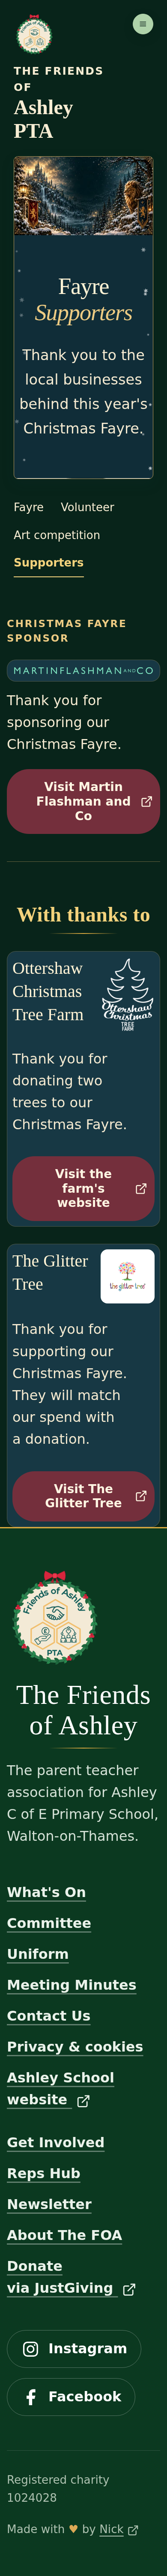 THE FRIENDS
OF
Ashley
PTA
Fayre
Supporters
Thank you to the
local businesses
behind this year's
Christmas Fayre.
Fayre Volunteer
Art competition
Supporters
CHRISTMAS FAYRE
SPONSOR
MARTINFLASHMANANDCO
Thank you for
sponsoring our
Christmas Fayre.
Visit Martin
Flashman and
Co
With thanks to
Ottershaw
Christmas
Tree Farm
Ottershaw
Christmas
TREE
FARM
Thank you for
donating two
trees to our
Christmas Fayre.
Visit the
farm's
website
The Glitter
Tree
the glitter tree
Thank you for
supporting our
Christmas Fayre.
They will match
our spend with
a donation.
Visit The
Glitter Tree
Friends of Ashley
PTA
The Friends
of Ashley
The parent teacher
association for Ashley
C of E Primary School,
Walton-on-Thames.
What's On
Committee
Uniform
Meeting Minutes
Contact Us
Privacy & cookies
Ashley School
website
Get Involved
Reps Hub
Newsletter
About The FOA
Donate
via JustGiving
Instagram
Facebook
Registered charity
1024028
Made with ♥ by Nick